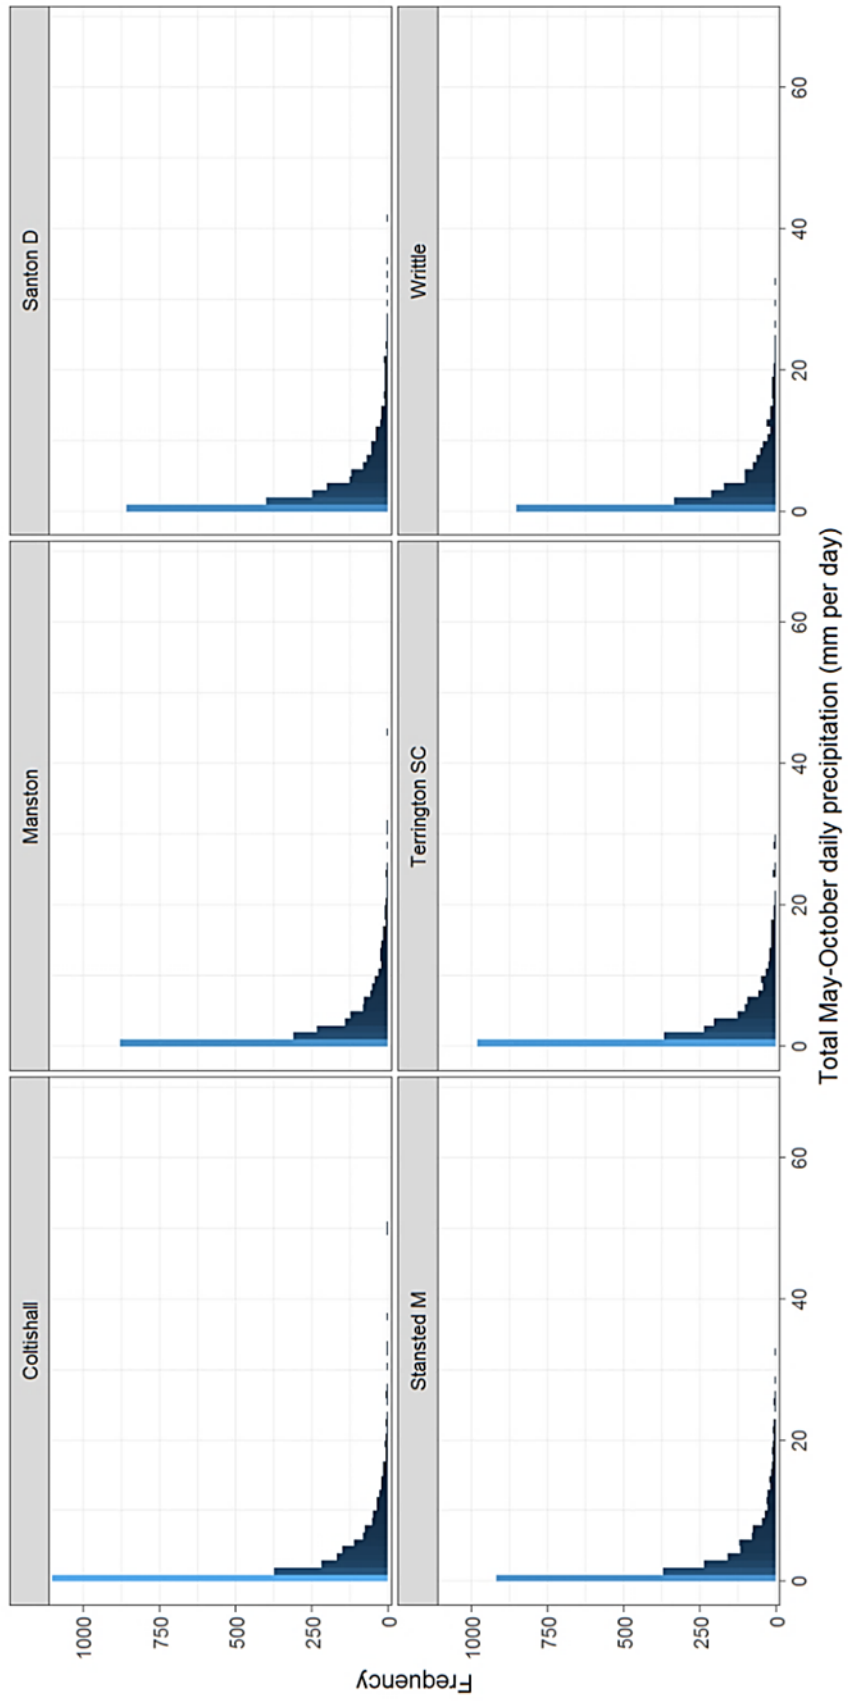 Coltishall
Manston
Santon D
1000
750
500
250
0
Stansted M
Terrington SC
Writtle
1000
750
500
250
0
0
20
40
60
0
20
40
60
0
20
40
60
Frequency
Total May-October daily precipitation (mm per day)